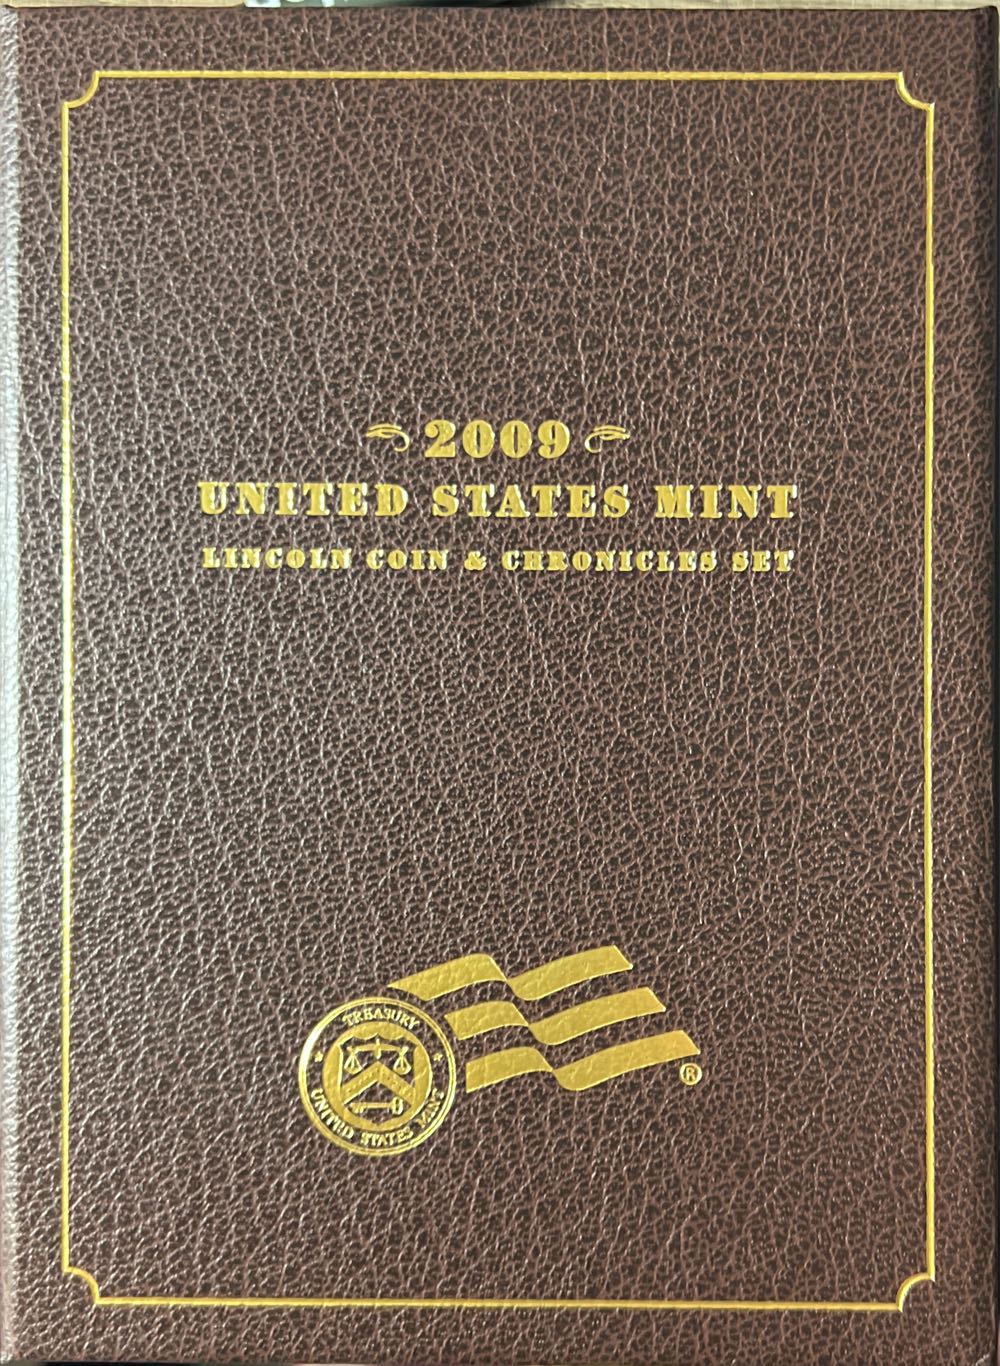 2009
UNITED STATES MINT
LINCOLN COIN & CHRONICLES SET
TREASURY
UNITED STATES MINT
®